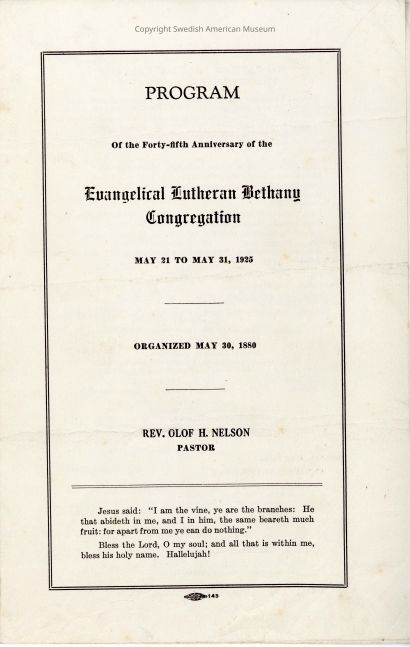 Copyright Swedish American Museum
PROGRAM
Of the Forty-fifth Anniversary of the
Evangelical Lutheran Bethany
Congregation
MAY 21 TO MAY 31, 1925
ORGANIZED MAY 30, 1880
REV. OLOF H. NELSON
PASTOR
Jesus said: "I am the vine, ye are the branches: He
that abideth in me, and I in him, the same beareth much
fruit: for apart from me ye can do nothing."
Bless the Lord, O my soul; and all that is within me,
bless his holy name. Hallelujah!
143